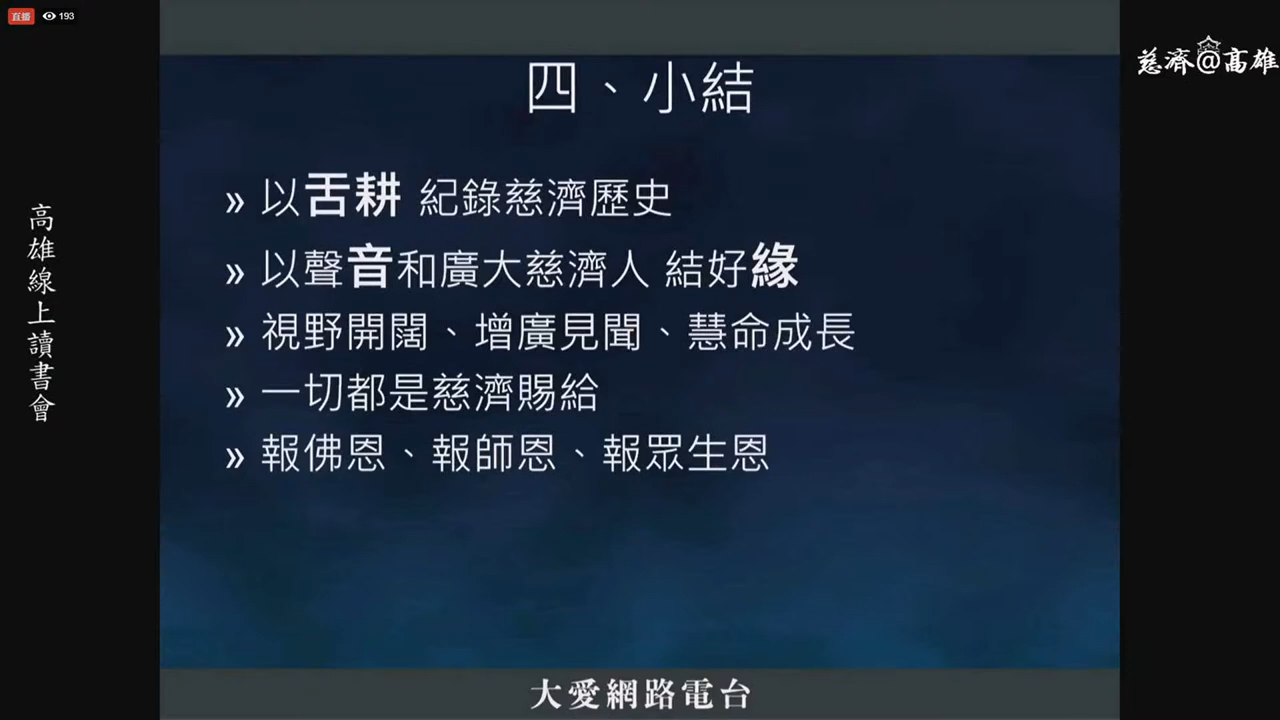 直播 193
慈濟@高雄
高雄線上讀書會
四、小結
» 以舌耕 紀錄慈濟歷史
» 以聲音和廣大慈濟人 結好緣
» 視野開闊、增廣見聞、慧命成長
» 一切都是慈濟賜給
» 報佛恩、報師恩、報眾生恩
大愛網路電台